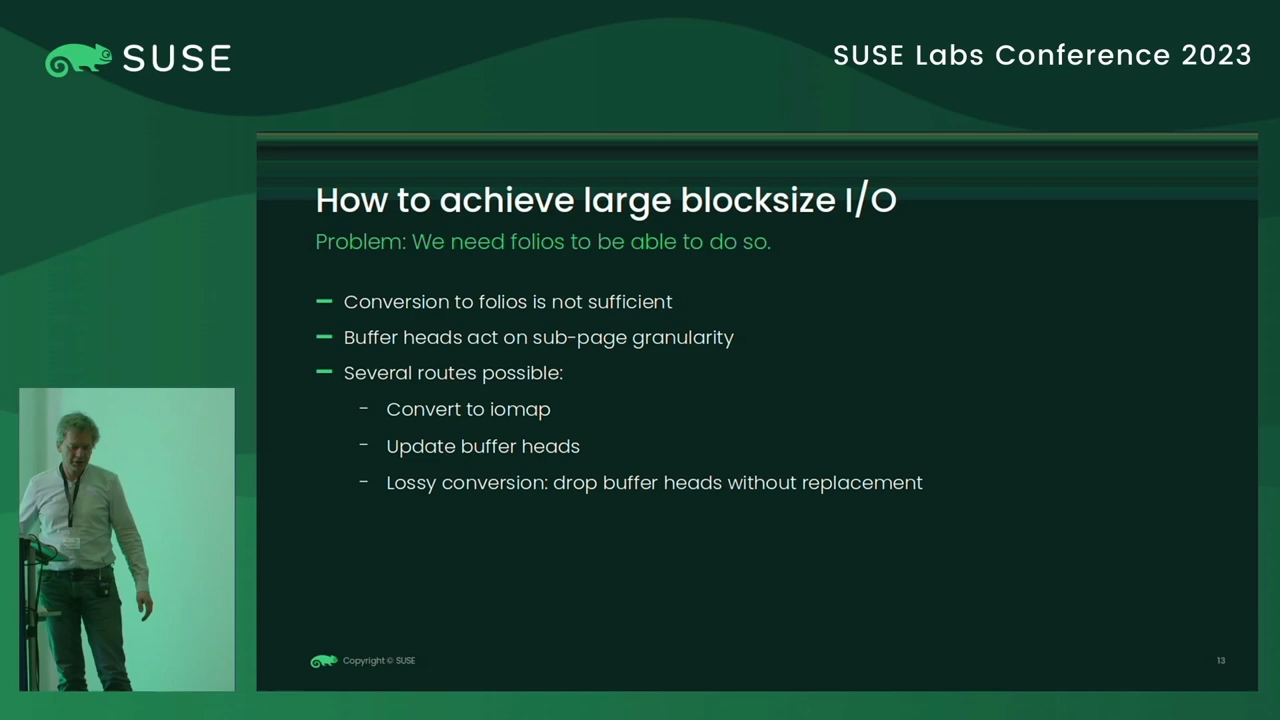 SUSE
SUSE Labs Conference 2023
How to achieve large blocksize I/O
Problem: We need folios to be able to do so.
Conversion to folios is not sufficient
Buffer heads act on sub-page granularity
Several routes possible:
- Convert to iomap
- Update buffer heads
- Lossy conversion: drop buffer heads without replacement
Copyright © SUSE
13